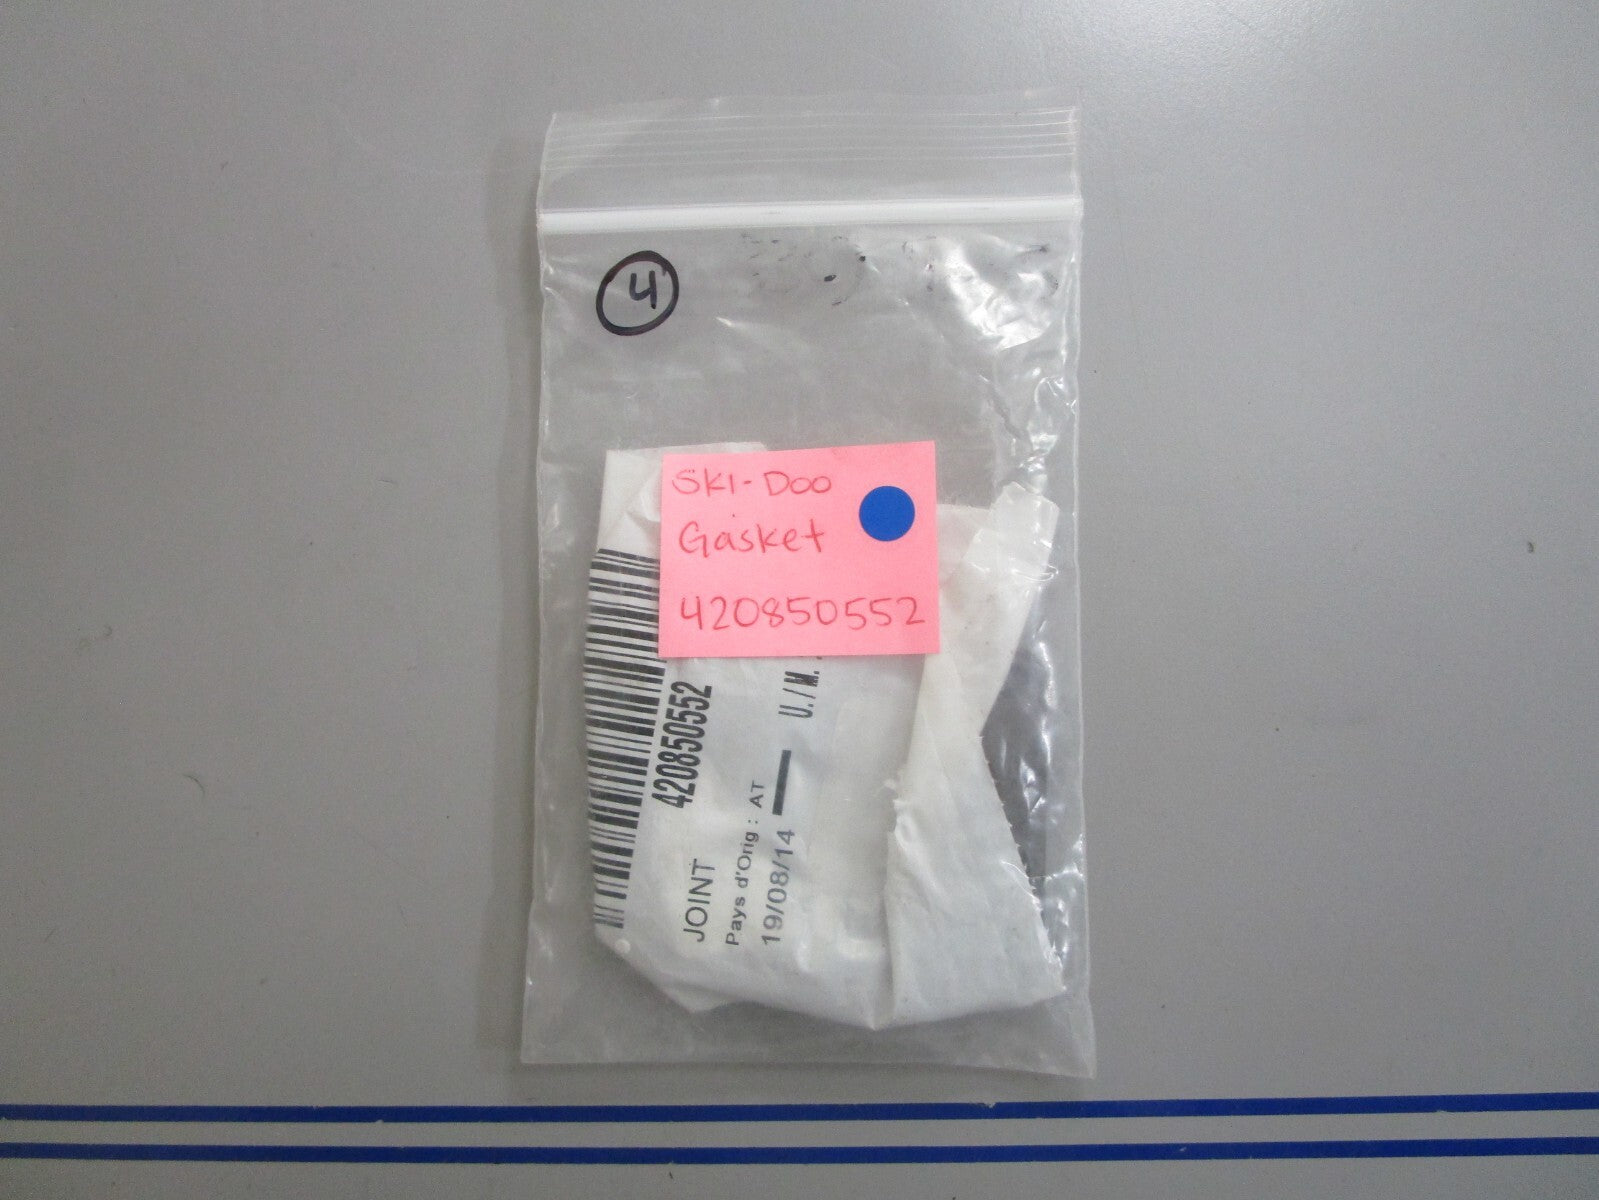 4
SKI-Doo
Gasket
420850552
420850552
JOINT
Pays d'Orig : AT
19/08/14
U./M.